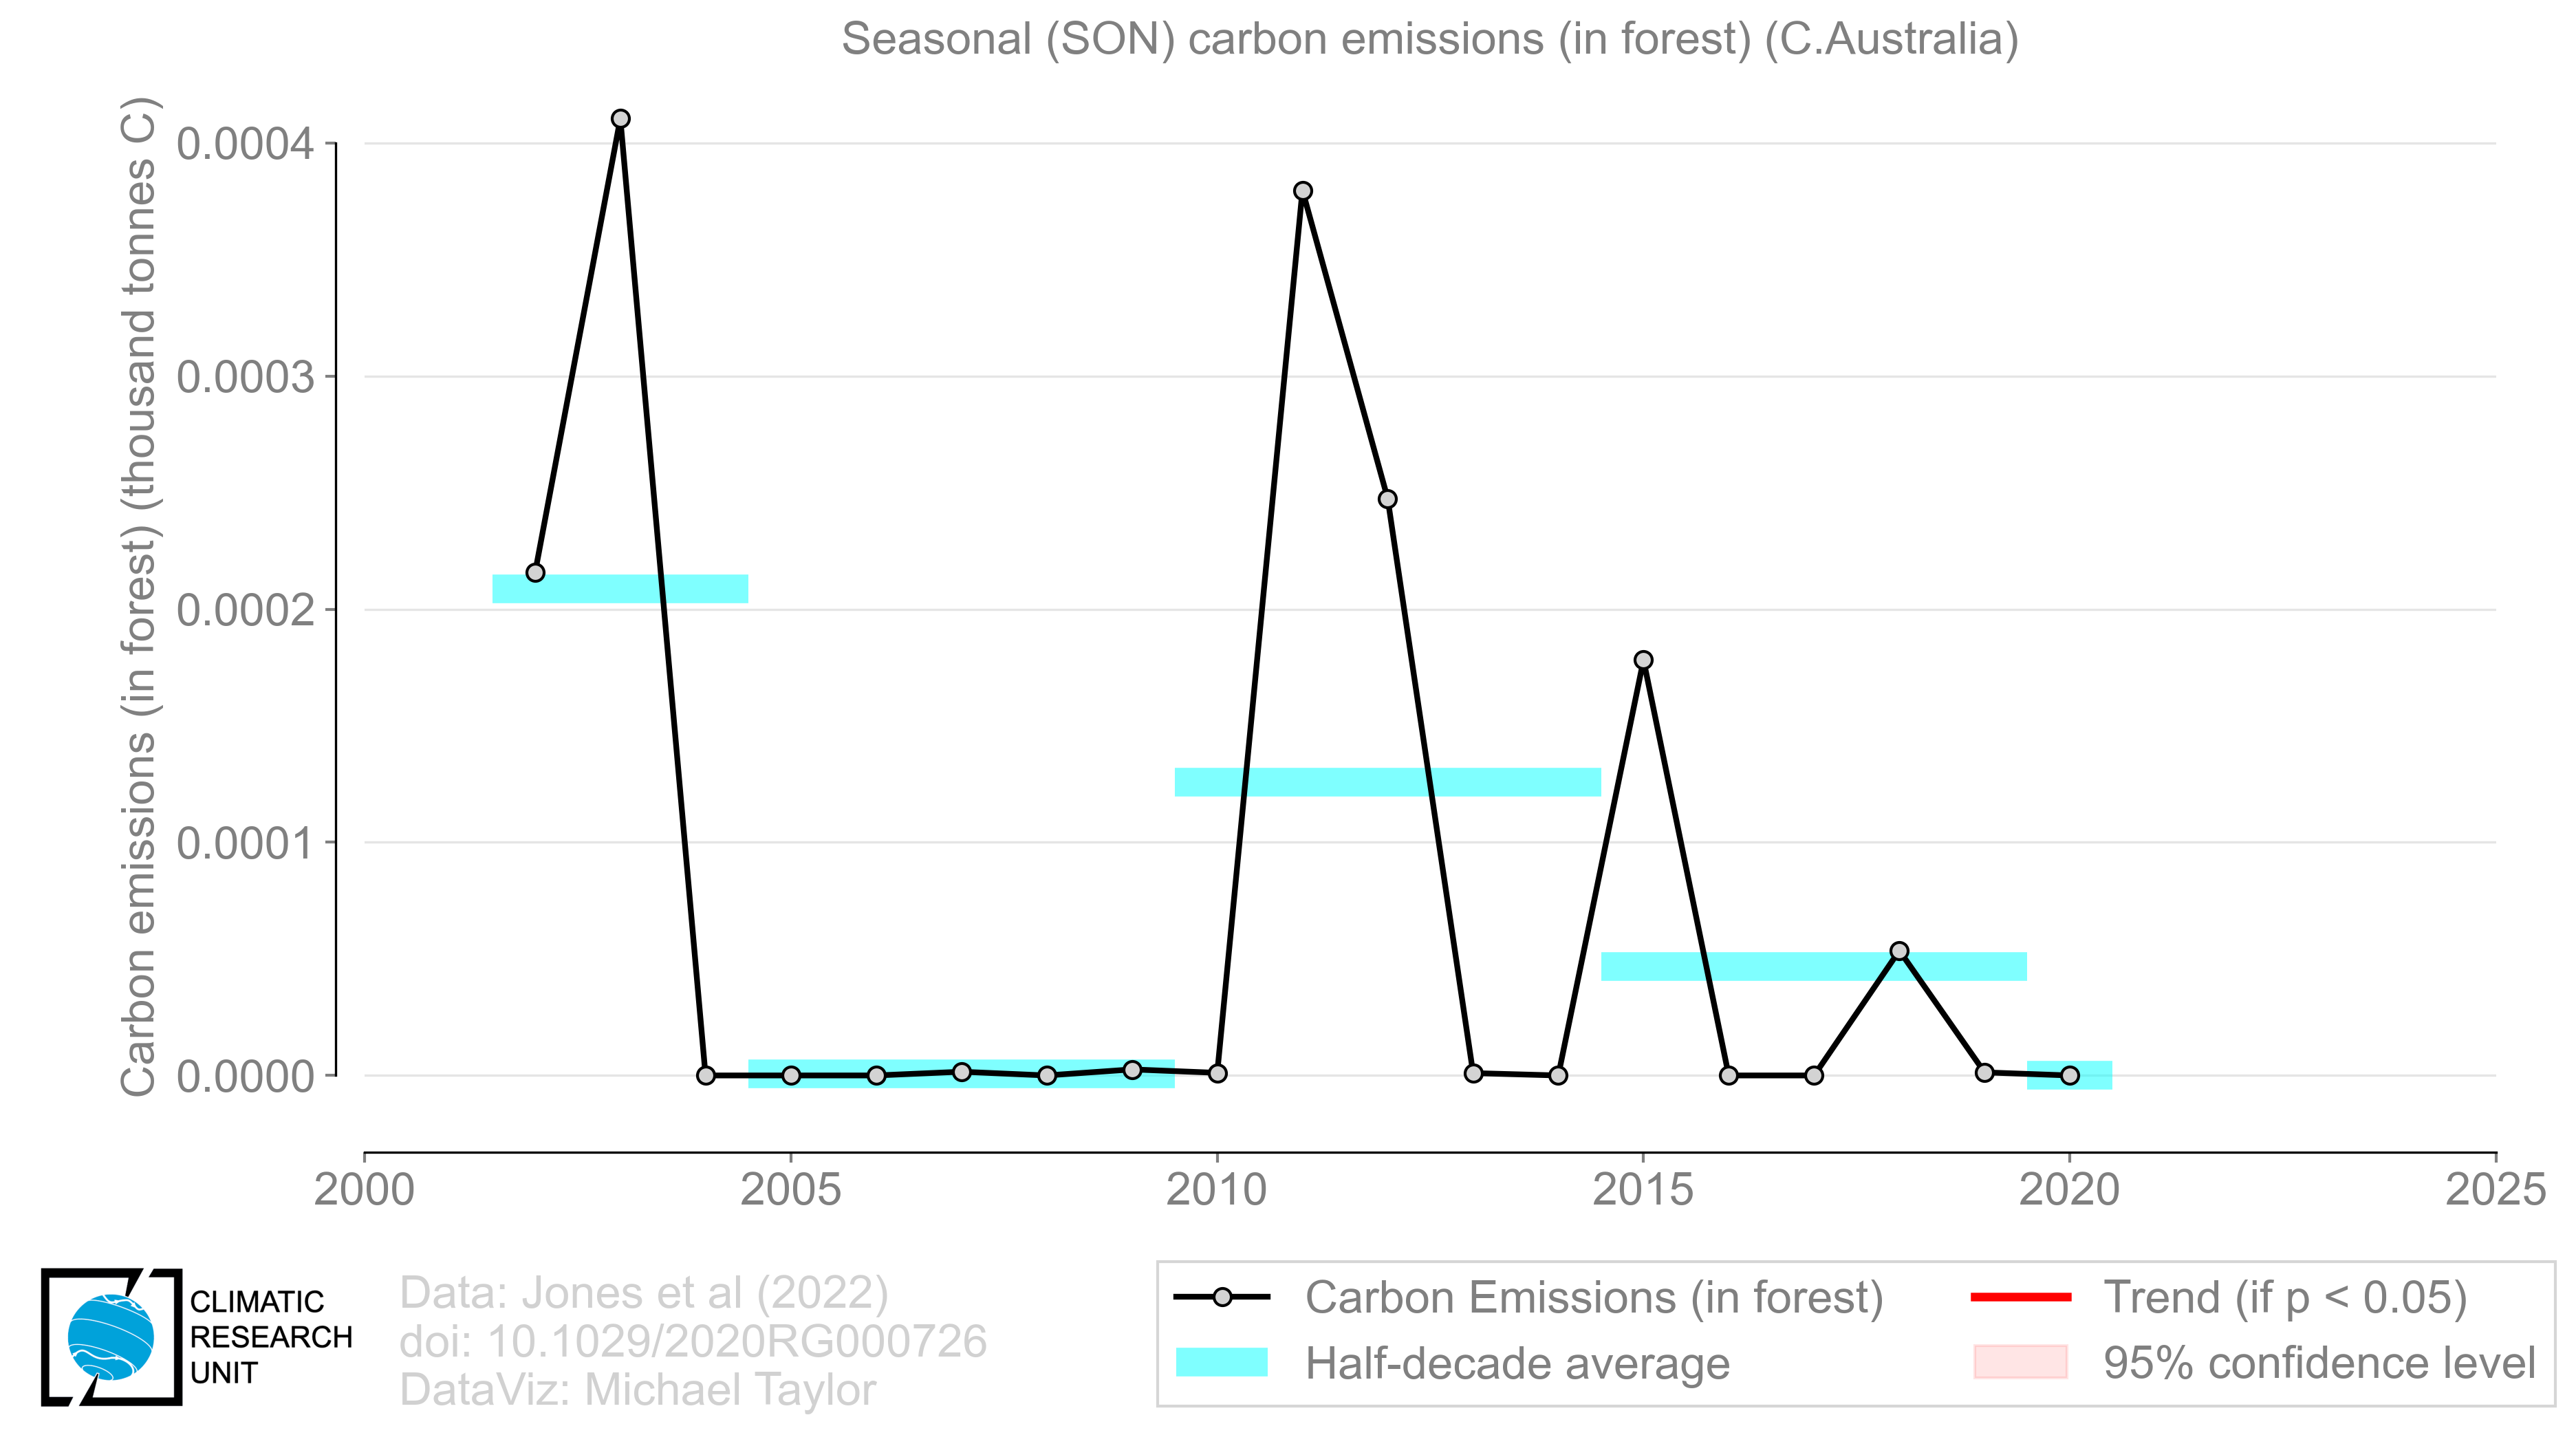 Seasonal (SON) carbon emissions (in forest) (C.Australia)
Carbon emissions (in forest) (thousand tonnes C)
0.0004
0.0003
0.0002
0.0001
0.0000
2000
2005
2010
2015
2020
2025
CLIMATIC
RESEARCH
UNIT
Data: Jones et al (2022)
doi: 10.1029/2020RG000726
DataViz: Michael Taylor
Carbon Emissions (in forest)
Half-decade average
Trend (if p < 0.05)
95% confidence level